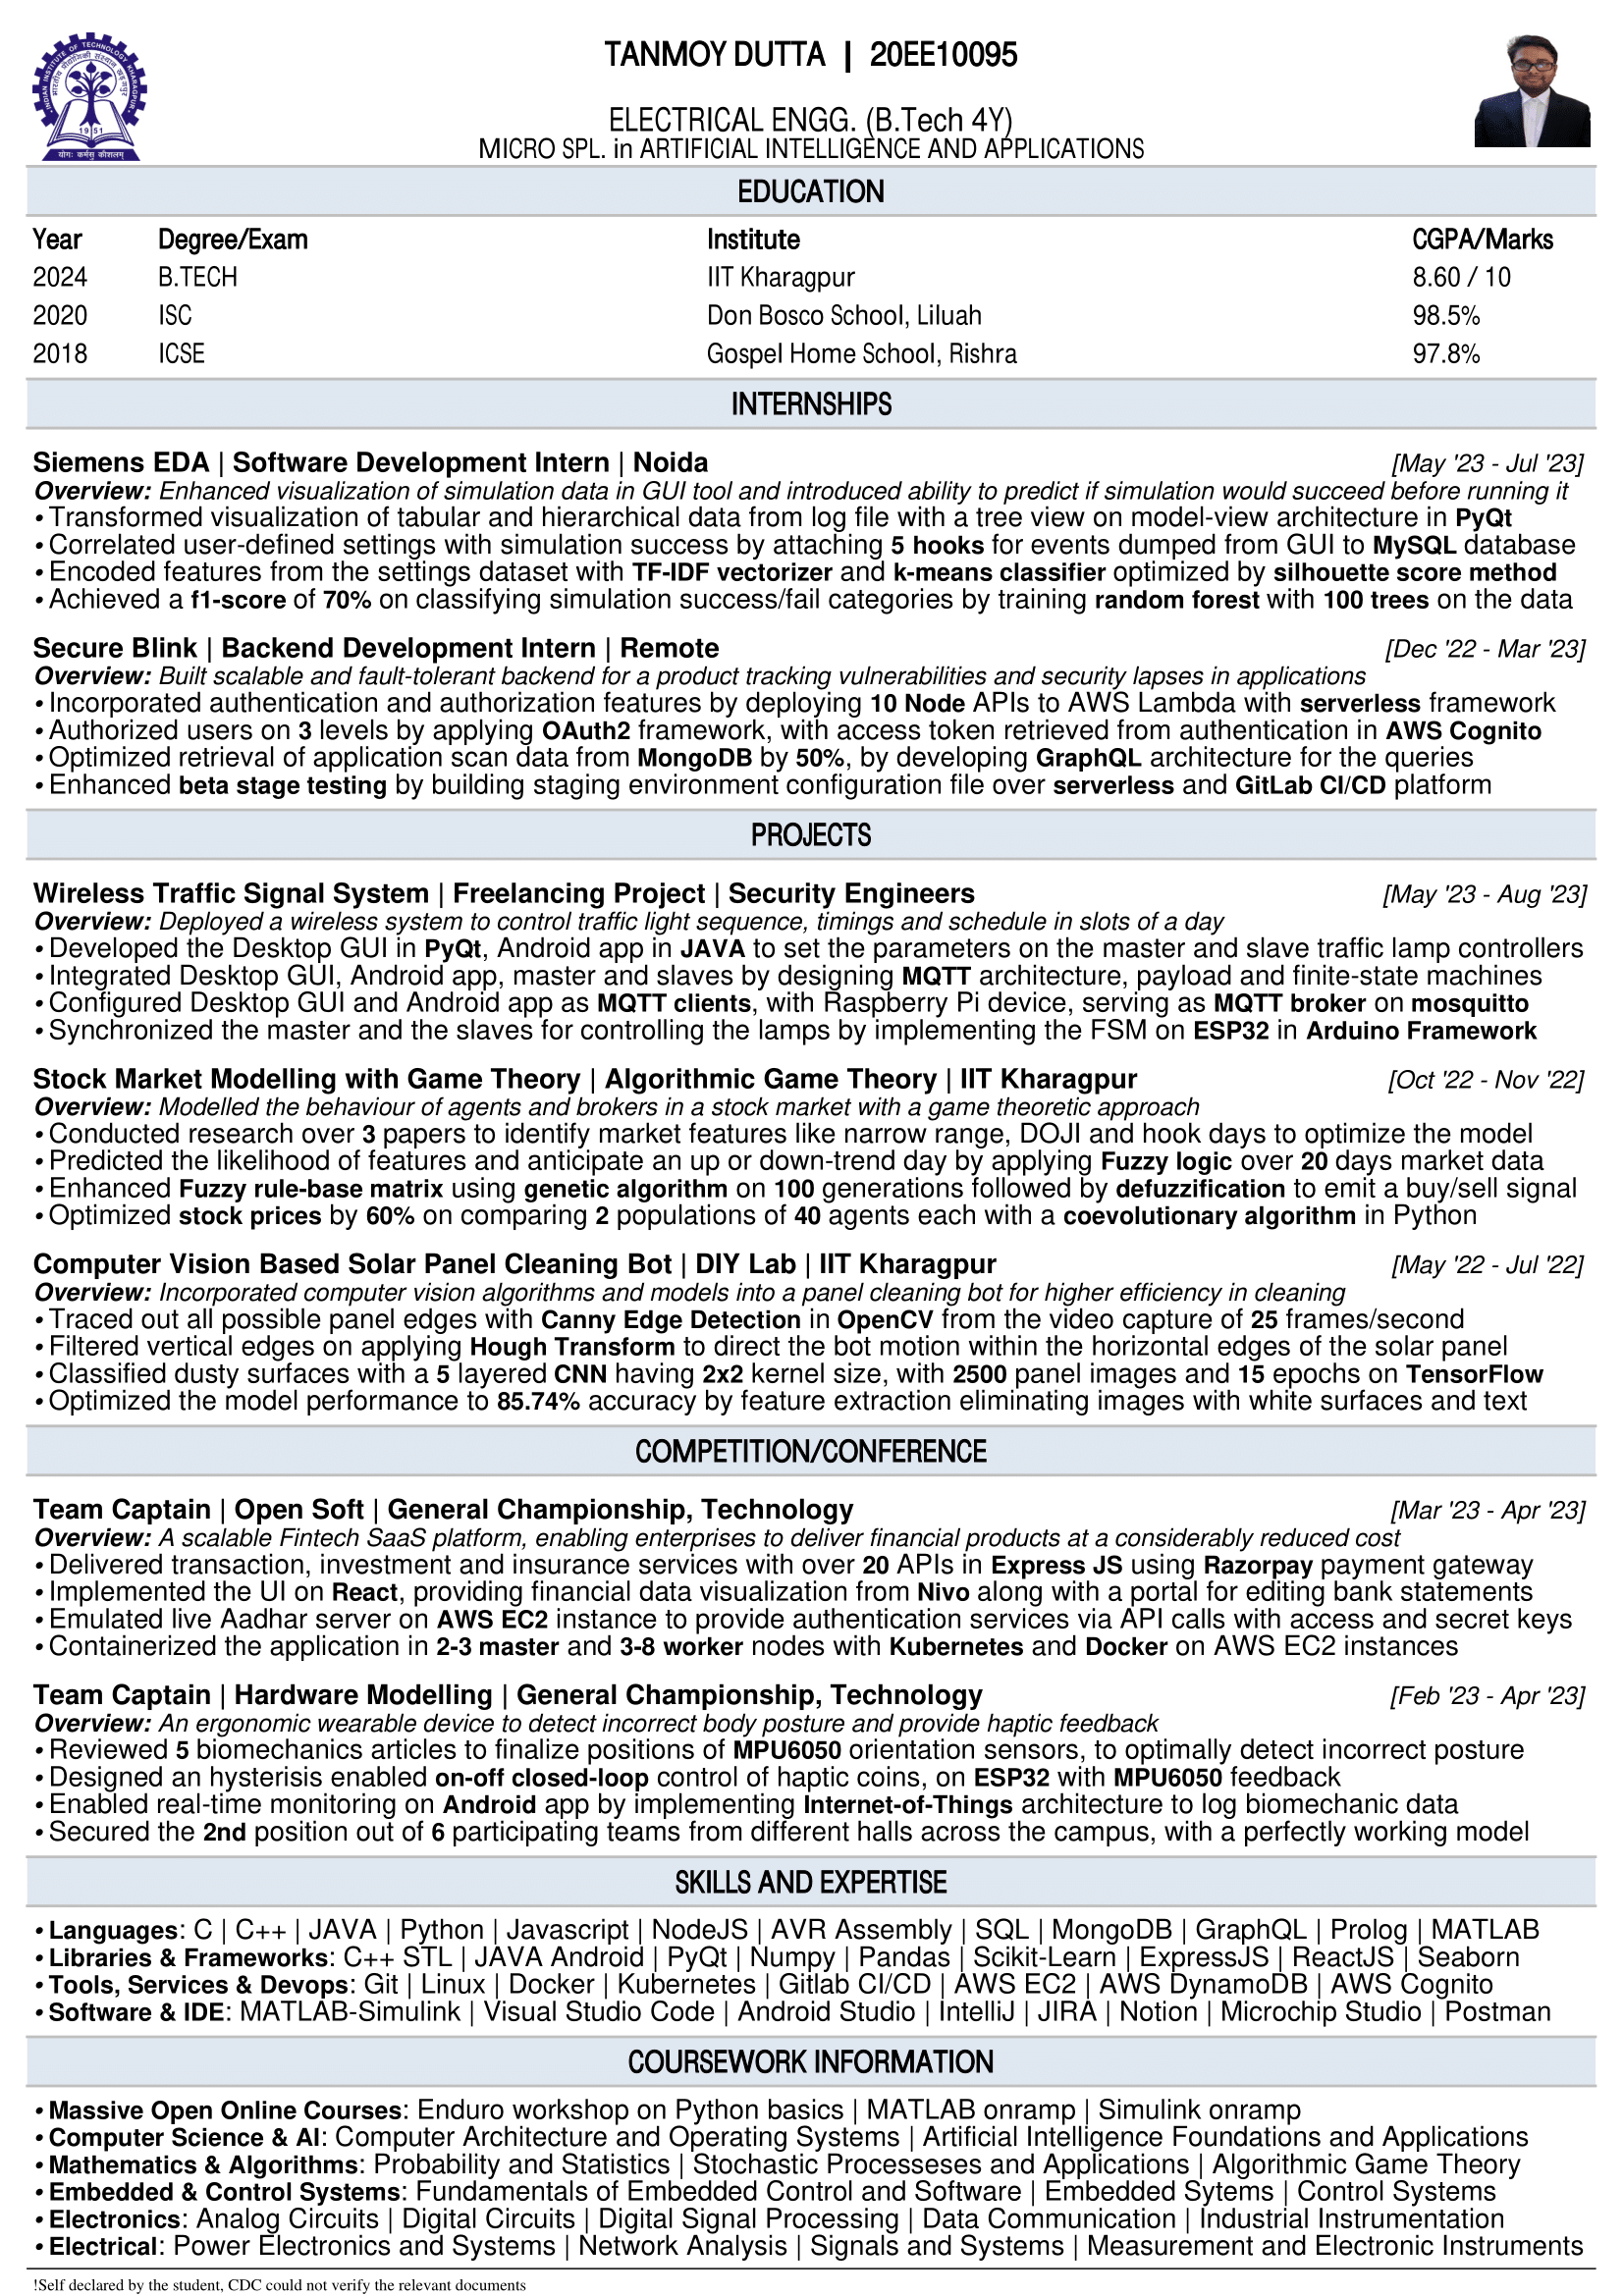 INDIAN INSTITUTE OF TECHNOLOGY KHARAGPUR
भारतीय प्रौद्योगिकी संस्थान खड़गपुर
1951
योगः कर्मसु कौशलम्
TANMOY DUTTA | 20EE10095
ELECTRICAL ENGG. (B.Tech 4Y)
MICRO SPL. in ARTIFICIAL INTELLIGENCE AND APPLICATIONS
EDUCATION
Year Degree/Exam Institute CGPA/Marks
2024 B.TECH IIT Kharagpur 8.60 / 10
2020 ISC Don Bosco School, Liluah 98.5%
2018 ICSE Gospel Home School, Rishra 97.8%
INTERNSHIPS
Siemens EDA | Software Development Intern | Noida [May '23 - Jul '23]
Overview: Enhanced visualization of simulation data in GUI tool and introduced ability to predict if simulation would succeed before running it
• Transformed visualization of tabular and hierarchical data from log file with a tree view on model-view architecture in PyQt
• Correlated user-defined settings with simulation success by attaching 5 hooks for events dumped from GUI to MySQL database
• Encoded features from the settings dataset with TF-IDF vectorizer and k-means classifier optimized by silhouette score method
• Achieved a f1-score of 70% on classifying simulation success/fail categories by training random forest with 100 trees on the data
Secure Blink | Backend Development Intern | Remote [Dec '22 - Mar '23]
Overview: Built scalable and fault-tolerant backend for a product tracking vulnerabilities and security lapses in applications
• Incorporated authentication and authorization features by deploying 10 Node APIs to AWS Lambda with serverless framework
• Authorized users on 3 levels by applying OAuth2 framework, with access token retrieved from authentication in AWS Cognito
• Optimized retrieval of application scan data from MongoDB by 50%, by developing GraphQL architecture for the queries
• Enhanced beta stage testing by building staging environment configuration file over serverless and GitLab CI/CD platform
PROJECTS
Wireless Traffic Signal System | Freelancing Project | Security Engineers [May '23 - Aug '23]
Overview: Deployed a wireless system to control traffic light sequence, timings and schedule in slots of a day
• Developed the Desktop GUI in PyQt, Android app in JAVA to set the parameters on the master and slave traffic lamp controllers
• Integrated Desktop GUI, Android app, master and slaves by designing MQTT architecture, payload and finite-state machines
• Configured Desktop GUI and Android app as MQTT clients, with Raspberry Pi device, serving as MQTT broker on mosquitto
• Synchronized the master and the slaves for controlling the lamps by implementing the FSM on ESP32 in Arduino Framework
Stock Market Modelling with Game Theory | Algorithmic Game Theory | IIT Kharagpur [Oct '22 - Nov '22]
Overview: Modelled the behaviour of agents and brokers in a stock market with a game theoretic approach
• Conducted research over 3 papers to identify market features like narrow range, DOJI and hook days to optimize the model
• Predicted the likelihood of features and anticipate an up or down-trend day by applying Fuzzy logic over 20 days market data
• Enhanced Fuzzy rule-base matrix using genetic algorithm on 100 generations followed by defuzzification to emit a buy/sell signal
• Optimized stock prices by 60% on comparing 2 populations of 40 agents each with a coevolutionary algorithm in Python
Computer Vision Based Solar Panel Cleaning Bot | DIY Lab | IIT Kharagpur [May '22 - Jul '22]
Overview: Incorporated computer vision algorithms and models into a panel cleaning bot for higher efficiency in cleaning
• Traced out all possible panel edges with Canny Edge Detection in OpenCV from the video capture of 25 frames/second
• Filtered vertical edges on applying Hough Transform to direct the bot motion within the horizontal edges of the solar panel
• Classified dusty surfaces with a 5 layered CNN having 2x2 kernel size, with 2500 panel images and 15 epochs on TensorFlow
• Optimized the model performance to 85.74% accuracy by feature extraction eliminating images with white surfaces and text
COMPETITION/CONFERENCE
Team Captain | Open Soft | General Championship, Technology [Mar '23 - Apr '23]
Overview: A scalable Fintech SaaS platform, enabling enterprises to deliver financial products at a considerably reduced cost
• Delivered transaction, investment and insurance services with over 20 APIs in Express JS using Razorpay payment gateway
• Implemented the UI on React, providing financial data visualization from Nivo along with a portal for editing bank statements
• Emulated live Aadhar server on AWS EC2 instance to provide authentication services via API calls with access and secret keys
• Containerized the application in 2-3 master and 3-8 worker nodes with Kubernetes and Docker on AWS EC2 instances
Team Captain | Hardware Modelling | General Championship, Technology [Feb '23 - Apr '23]
Overview: An ergonomic wearable device to detect incorrect body posture and provide haptic feedback
• Reviewed 5 biomechanics articles to finalize positions of MPU6050 orientation sensors, to optimally detect incorrect posture
• Designed an hysterisis enabled on-off closed-loop control of haptic coins, on ESP32 with MPU6050 feedback
• Enabled real-time monitoring on Android app by implementing Internet-of-Things architecture to log biomechanic data
• Secured the 2nd position out of 6 participating teams from different halls across the campus, with a perfectly working model
SKILLS AND EXPERTISE
• Languages: C | C++ | JAVA | Python | Javascript | NodeJS | AVR Assembly | SQL | MongoDB | GraphQL | Prolog | MATLAB
• Libraries & Frameworks: C++ STL | JAVA Android | PyQt | Numpy | Pandas | Scikit-Learn | ExpressJS | ReactJS | Seaborn
• Tools, Services & Devops: Git | Linux | Docker | Kubernetes | Gitlab CI/CD | AWS EC2 | AWS DynamoDB | AWS Cognito
• Software & IDE: MATLAB-Simulink | Visual Studio Code | Android Studio | IntelliJ | JIRA | Notion | Microchip Studio | Postman
COURSEWORK INFORMATION
• Massive Open Online Courses: Enduro workshop on Python basics | MATLAB onramp | Simulink onramp
• Computer Science & AI: Computer Architecture and Operating Systems | Artificial Intelligence Foundations and Applications
• Mathematics & Algorithms: Probability and Statistics | Stochastic Processeses and Applications | Algorithmic Game Theory
• Embedded & Control Systems: Fundamentals of Embedded Control and Software | Embedded Sytems | Control Systems
• Electronics: Analog Circuits | Digital Circuits | Digital Signal Processing | Data Communication | Industrial Instrumentation
• Electrical: Power Electronics and Systems | Network Analysis | Signals and Systems | Measurement and Electronic Instruments
!Self declared by the student, CDC could not verify the relevant documents